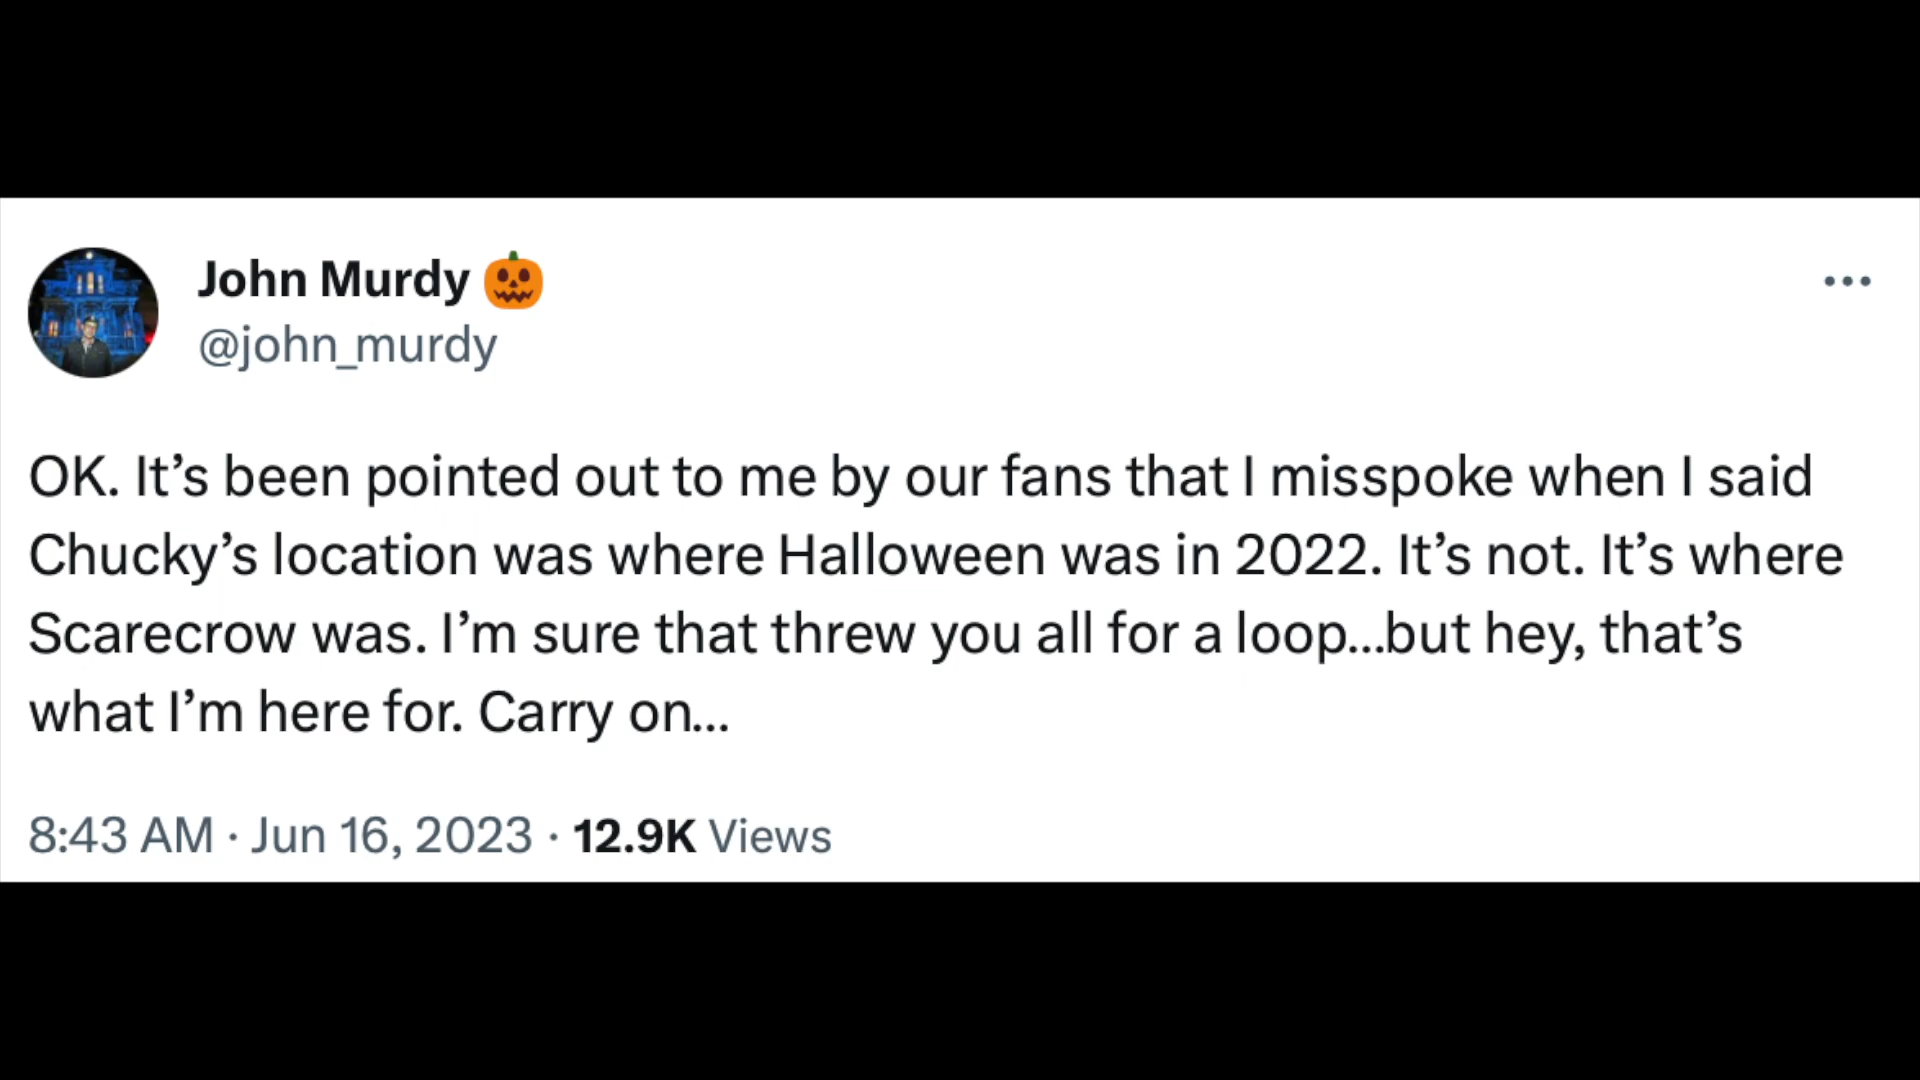 John Murdy 🎃
@john_murdy
OK. It’s been pointed out to me by our fans that I misspoke when I said
Chucky’s location was where Halloween was in 2022. It’s not. It’s where
Scarecrow was. I’m sure that threw you all for a loop...but hey, that’s
what I’m here for. Carry on...
8:43 AM · Jun 16, 2023 · 12.9K Views